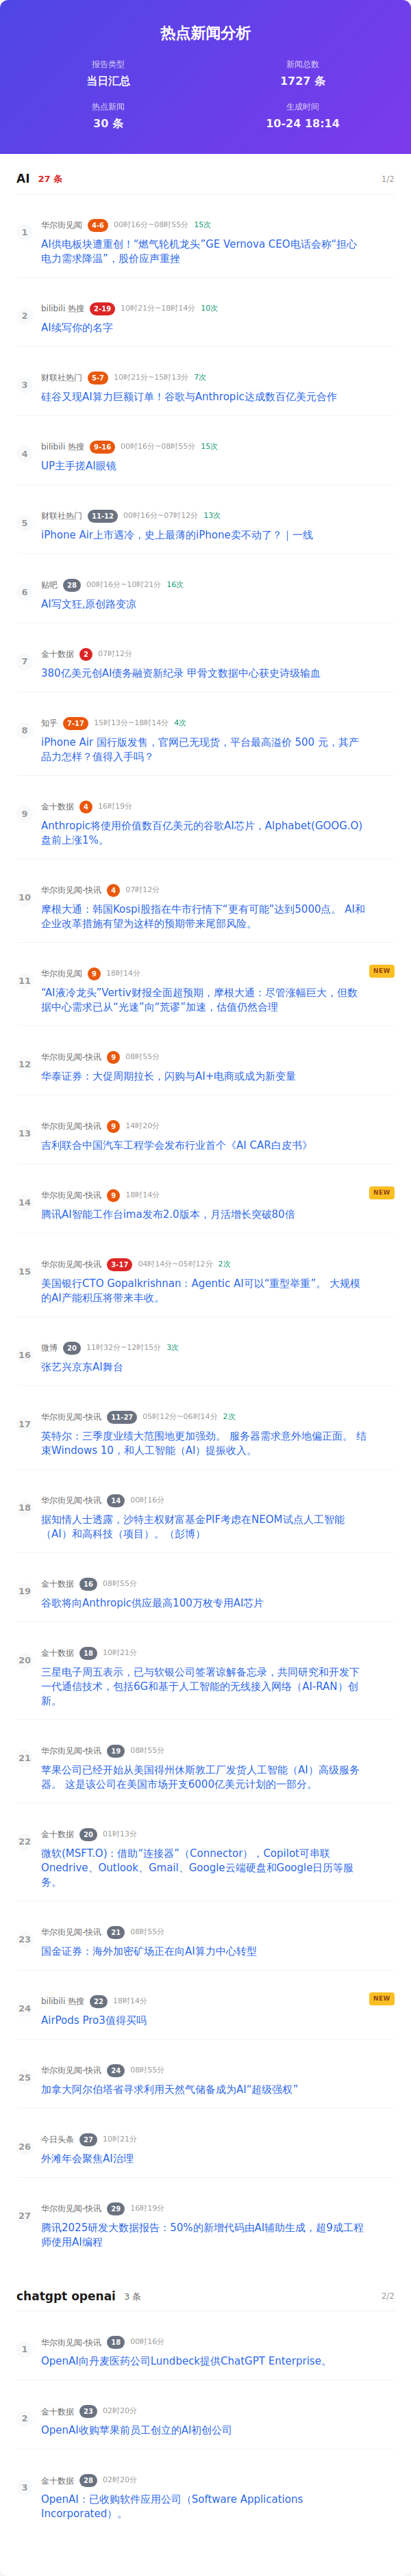 热点新闻分析
报告类型
当日汇总
新闻总数
1727 条
热点新闻
30 条
生成时间
10-24 18:14
AI 27 条 1/2
1
华尔街见闻 4-6 00时16分~08时55分 15次
AI供电板块遭重创！“燃气轮机龙头”GE Vernova CEO电话会称“担心
电力需求降温”，股价应声重挫
2
bilibili 热搜 2-19 10时21分~18时14分 10次
AI续写你的名字
3
财联社热门 5-7 10时21分~15时13分 7次
硅谷又现AI算力巨额订单！谷歌与Anthropic达成数百亿美元合作
4
bilibili 热搜 9-16 00时16分~08时55分 15次
UP主手搓AI眼镜
5
财联社热门 11-12 00时16分~07时12分 13次
iPhone Air上市遇冷，史上最薄的iPhone卖不动了？｜一线
6
贴吧 28 00时16分~10时21分 16次
AI写文狂,原创路变凉
7
金十数据 2 07时12分
380亿美元创AI债务融资新纪录 甲骨文数据中心获史诗级输血
8
知乎 7-17 15时13分~18时14分 4次
iPhone Air 国行版发售，官网已无现货，平台最高溢价 500 元，其产
品力怎样？值得入手吗？
9
金十数据 4 16时19分
Anthropic将使用价值数百亿美元的谷歌AI芯片，Alphabet(GOOG.O)
盘前上涨1%。
10
华尔街见闻-快讯 4 07时12分
摩根大通：韩国Kospi股指在牛市行情下“更有可能”达到5000点。 AI和
企业改革措施有望为这样的预期带来尾部风险。
11
华尔街见闻 9 18时14分 NEW
“AI液冷龙头”Vertiv财报全面超预期，摩根大通：尽管涨幅巨大，但数
据中心需求已从“光速”向“荒谬”加速，估值仍然合理
12
华尔街见闻-快讯 9 08时55分
华泰证券：大促周期拉长，闪购与AI+电商或成为新变量
13
华尔街见闻-快讯 9 14时20分
吉利联合中国汽车工程学会发布行业首个《AI CAR白皮书》
14
华尔街见闻-快讯 9 18时14分 NEW
腾讯AI智能工作台ima发布2.0版本，月活增长突破80倍
15
华尔街见闻-快讯 3-17 04时14分~05时12分 2次
美国银行CTO Gopalkrishnan：Agentic AI可以“重型举重”。 大规模
的AI产能积压将带来丰收。
16
微博 20 11时32分~12时15分 3次
张艺兴京东AI舞台
17
华尔街见闻-快讯 11-27 05时12分~06时14分 2次
英特尔：三季度业绩大范围地更加强劲。 服务器需求意外地偏正面。 结
束Windows 10，和人工智能（AI）提振收入。
18
华尔街见闻-快讯 14 00时16分
据知情人士透露，沙特主权财富基金PIF考虑在NEOM试点人工智能
（AI）和高科技（项目）。（彭博）
19
金十数据 16 08时55分
谷歌将向Anthropic供应最高100万枚专用AI芯片
20
金十数据 18 10时21分
三星电子周五表示，已与软银公司签署谅解备忘录，共同研究和开发下
一代通信技术，包括6G和基于人工智能的无线接入网络（AI-RAN）创
新。
21
华尔街见闻-快讯 19 08时55分
苹果公司已经开始从美国得州休斯敦工厂发货人工智能（AI）高级服务
器。 这是该公司在美国市场开支6000亿美元计划的一部分。
22
金十数据 20 01时13分
微软(MSFT.O)：借助“连接器”（Connector），Copilot可串联
Onedrive、Outlook、Gmail、Google云端硬盘和Google日历等服
务。
23
华尔街见闻-快讯 21 08时55分
国金证券：海外加密矿场正在向AI算力中心转型
24
bilibili 热搜 22 18时14分 NEW
AirPods Pro3值得买吗
25
华尔街见闻-快讯 24 08时55分
加拿大阿尔伯塔省寻求利用天然气储备成为AI“超级强权”
26
今日头条 27 10时21分
外滩年会聚焦AI治理
27
华尔街见闻-快讯 29 16时19分
腾讯2025研发大数据报告：50%的新增代码由AI辅助生成，超9成工程
师使用AI编程
chatgpt openai 3 条 2/2
1
华尔街见闻-快讯 18 00时16分
OpenAI向丹麦医药公司Lundbeck提供ChatGPT Enterprise。
2
金十数据 23 02时20分
OpenAI收购苹果前员工创立的AI初创公司
3
金十数据 28 02时20分
OpenAI：已收购软件应用公司（Software Applications
Incorporated）。